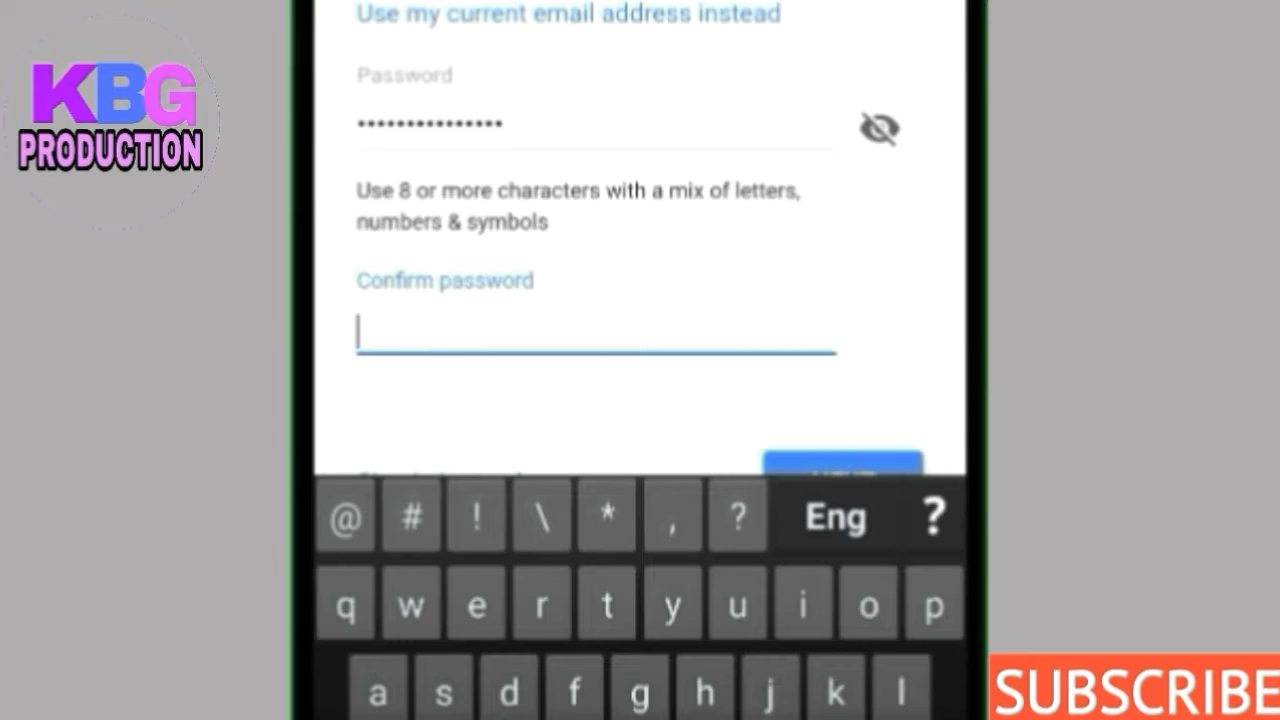 Use my current email address instead
KBG
PRODUCTION
Password
•••••••••••••••
Use 8 or more characters with a mix of letters,
numbers & symbols
Confirm password
@ # ! \ * , ? Eng ?
q w e r t y u i o p
a s d f g h j k l
SUBSCRIBE